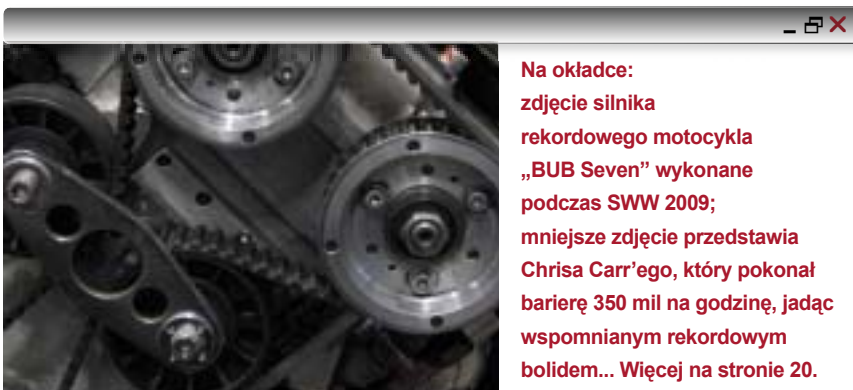 Na okładce:
zdjęcie silnika
rekordowego motocykla
„BUB Seven” wykonane
podczas SWW 2009;
mniejsze zdjęcie przedstawia
Chrisa Carr’ego, który pokonał
barierę 350 mil na godzinę, jadąc
wspomnianym rekordowym
bolidem... Więcej na stronie 20.